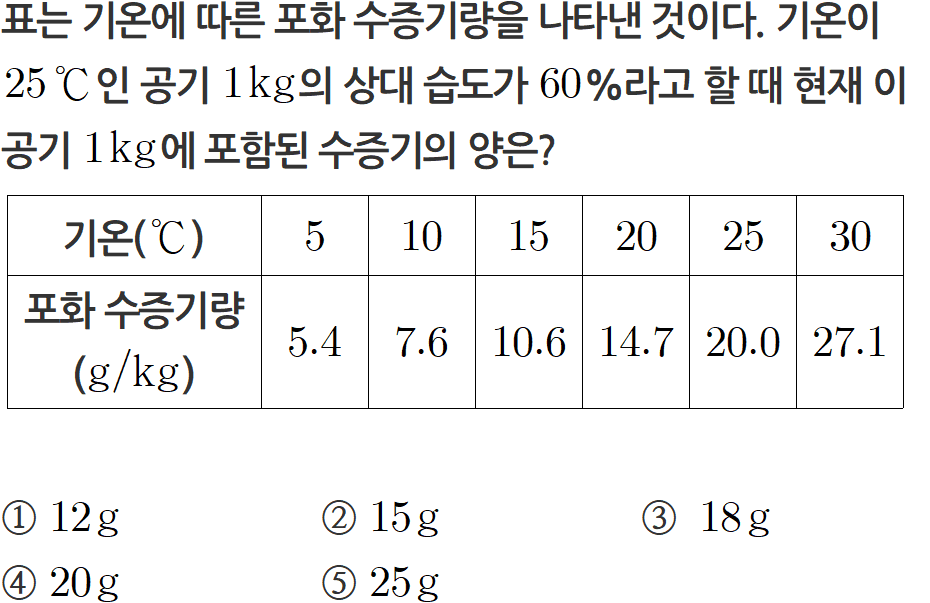 표는 기온에 따른 포화 수증기량을 나타낸 것이다. 기온이
25 ℃인 공기 1 kg의 상대 습도가 60 %라고 할 때 현재 이
공기 1 kg에 포함된 수증기의 양은?
기온(℃) 5 10 15 20 25 30
포화 수증기량
(g/kg) 5.4 7.6 10.6 14.7 20.0 27.1
① 12 g ② 15 g ③ 18 g
④ 20 g ⑤ 25 g